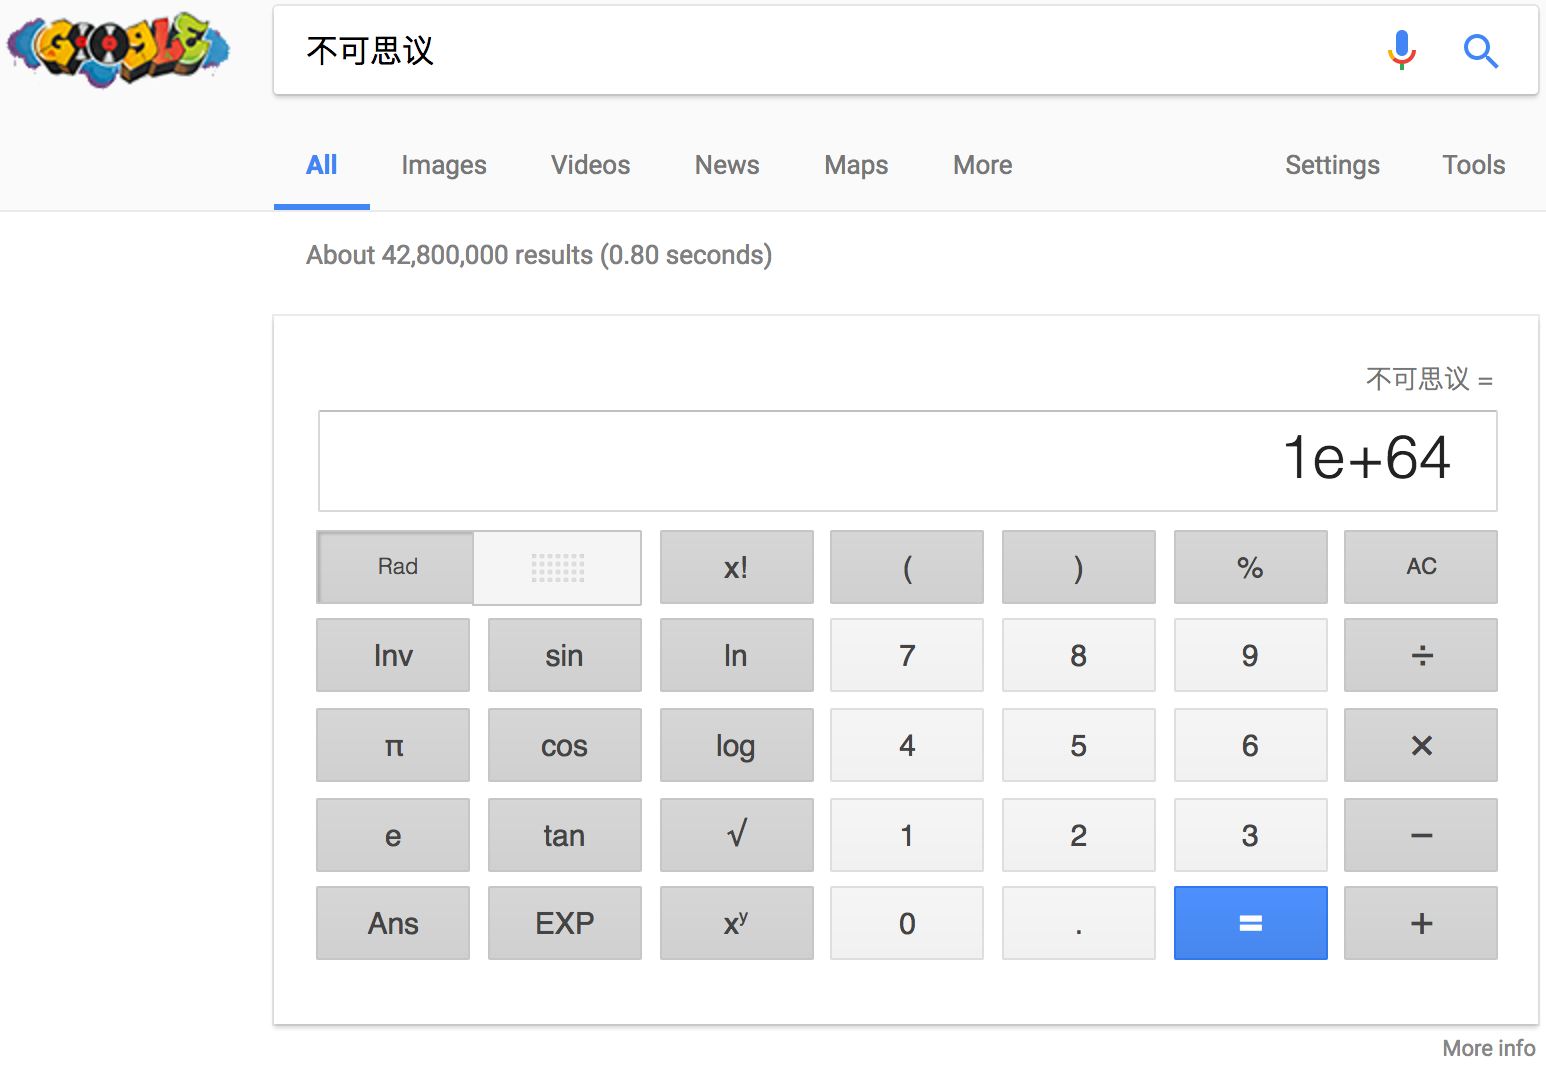 GOOGLE
不可思议
All Images Videos News Maps More Settings Tools
About 42,800,000 results (0.80 seconds)
不可思议 =
1e+64
Rad x! ( ) % AC
Inv sin ln 7 8 9 ÷
π cos log 4 5 6 ×
e tan √ 1 2 3 −
Ans EXP xʸ 0 . = +
More info